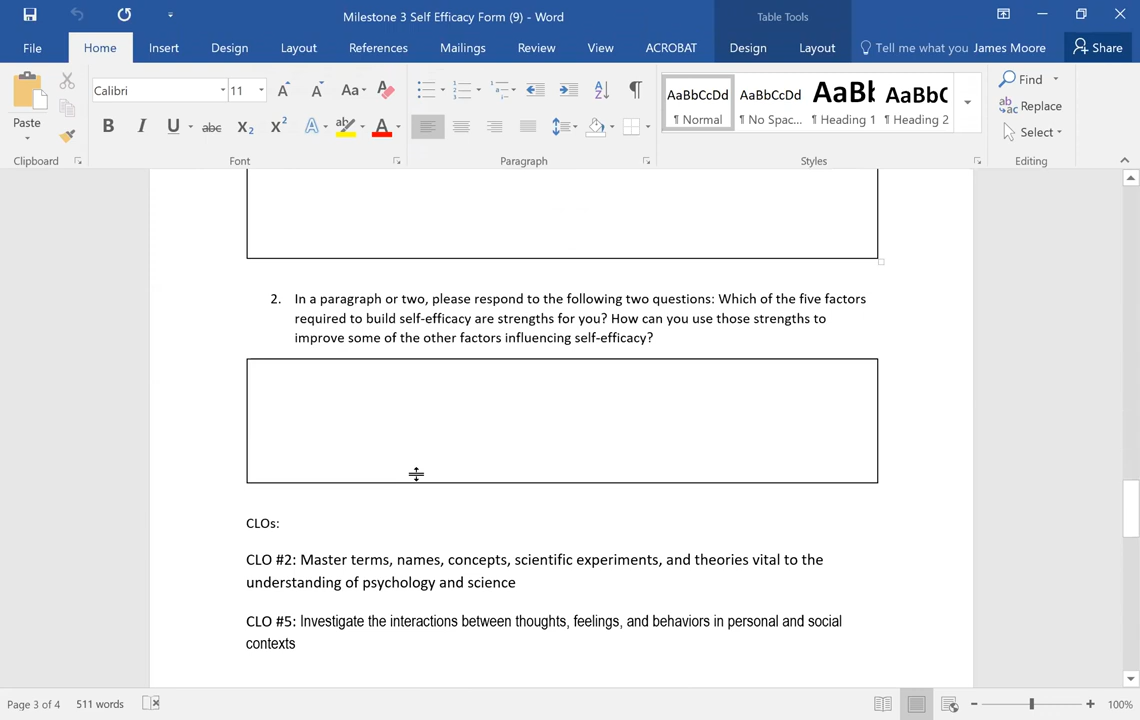 Milestone 3 Self Efficacy Form (9) - Word
Table Tools
File Home Insert Design Layout References Mailings Review View ACROBAT Design Layout Tell me what you James Moore Share
Paste
Calibri 11 A A Aa A
B I U abc X2 X2 A ab A
AaBbCcDd AaBbCcDd AaBb AaBbC
¶ Normal ¶ No Spac... Heading 1 Heading 2
Find
Replace
Select
Clipboard Font Paragraph Styles Editing
2. In a paragraph or two, please respond to the following two questions: Which of the five factors
required to build self-efficacy are strengths for you? How can you use those strengths to
improve some of the other factors influencing self-efficacy?
CLOs:
CLO #2: Master terms, names, concepts, scientific experiments, and theories vital to the
understanding of psychology and science
CLO #5: Investigate the interactions between thoughts, feelings, and behaviors in personal and social
contexts
Page 3 of 4 511 words 100%